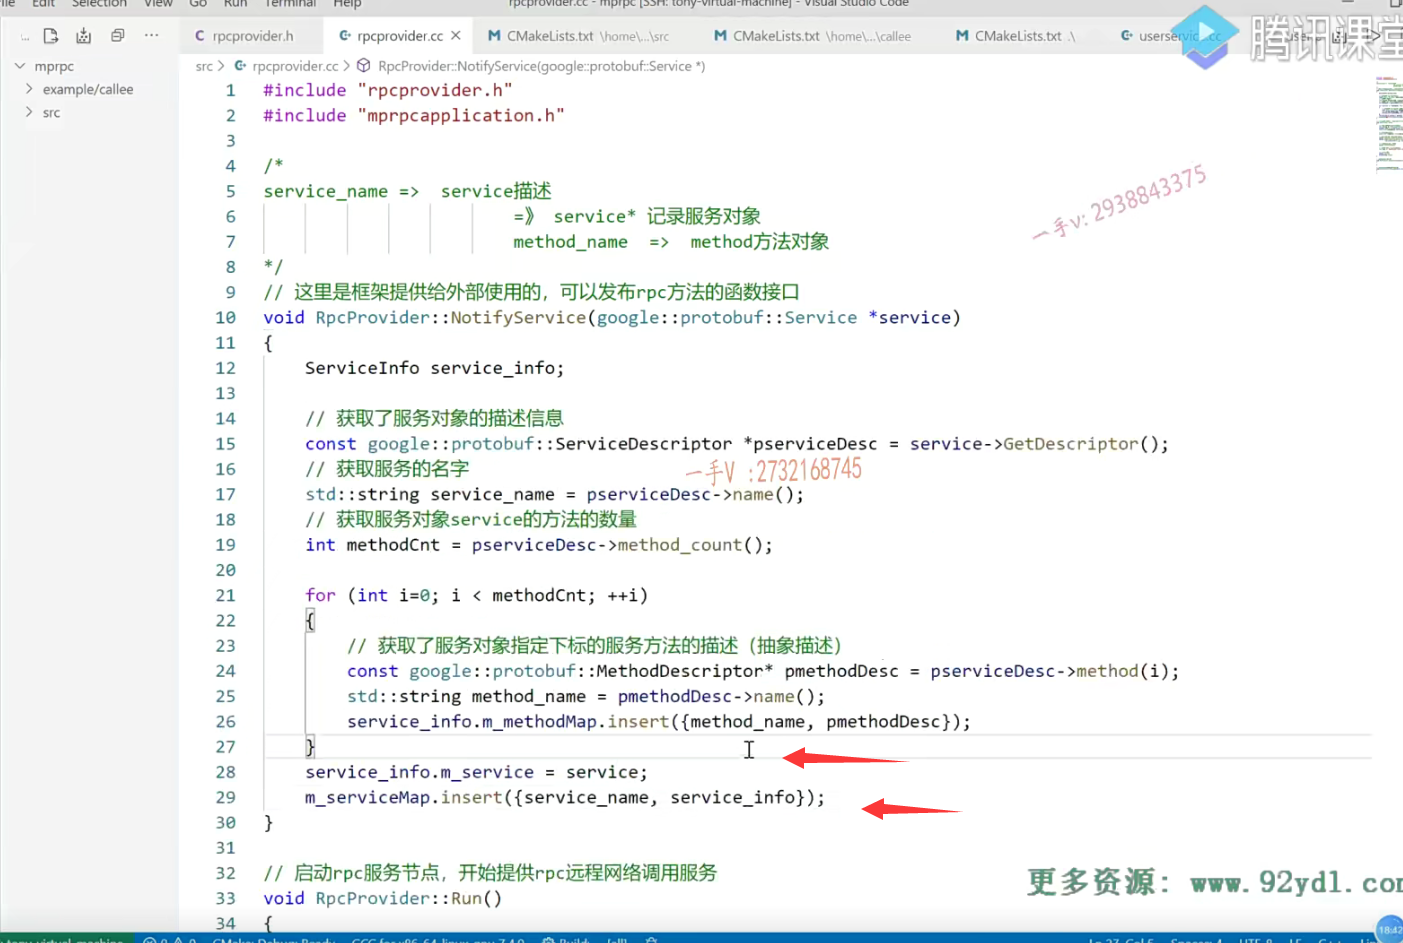 File Edit Selection View Go Run Terminal Help
rpcprovider.cc - mprpc [SSH: tony-virtual-machine] - Visual Studio Code
C rpcprovider.h
rpcprovider.cc ×
M CMakeLists.txt \home\...\src
M CMakeLists.txt \home\...\callee
M CMakeLists.txt .\
腾讯课堂
mprpc
example/callee
src
src > rpcprovider.cc > RpcProvider::NotifyService(google::protobuf::Service *)
1 #include "rpcprovider.h"
2 #include "mprpcapplication.h"
3
4 /*
5 service_name => service描述
6 =》 service* 记录服务对象
7 method_name => method方法对象
8 */
9 // 这里是框架提供给外部使用的，可以发布rpc方法的函数接口
10 void RpcProvider::NotifyService(google::protobuf::Service *service)
11 {
12 ServiceInfo service_info;
13
14 // 获取了服务对象的描述信息
15 const google::protobuf::ServiceDescriptor *pserviceDesc = service->GetDescriptor();
16 // 获取服务的名字
17 std::string service_name = pserviceDesc->name();
18 // 获取服务对象service的方法的数量
19 int methodCnt = pserviceDesc->method_count();
20
21 for (int i=0; i < methodCnt; ++i)
22 {
23 // 获取了服务对象指定下标的服务方法的描述（抽象描述）
24 const google::protobuf::MethodDescriptor* pmethodDesc = pserviceDesc->method(i);
25 std::string method_name = pmethodDesc->name();
26 service_info.m_methodMap.insert({method_name, pmethodDesc});
27 }
28 service_info.m_service = service;
29 m_serviceMap.insert({service_name, service_info});
30 }
31
32 // 启动rpc服务节点，开始提供rpc远程网络调用服务
33 void RpcProvider::Run()
34 {
一手v: 2938843375
一手V :2732168745
更多资源: www.92ydl.com
18:42